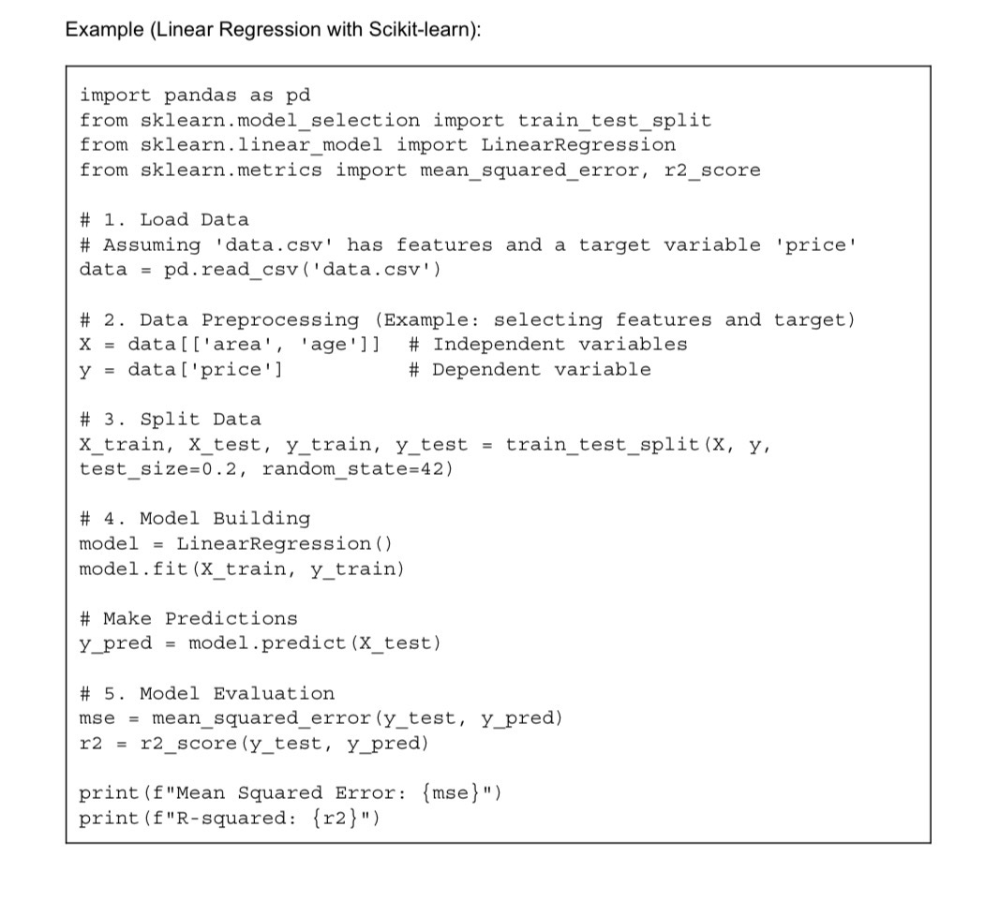 Example (Linear Regression with Scikit-learn):
import pandas as pd
from sklearn.model_selection import train_test_split
from sklearn.linear_model import LinearRegression
from sklearn.metrics import mean_squared_error, r2_score
# 1. Load Data
# Assuming 'data.csv' has features and a target variable 'price'
data = pd.read_csv('data.csv')
# 2. Data Preprocessing (Example: selecting features and target)
X = data[['area', 'age']]  # Independent variables
y = data['price']          # Dependent variable
# 3. Split Data
X_train, X_test, y_train, y_test = train_test_split(X, y,
test_size=0.2, random_state=42)
# 4. Model Building
model = LinearRegression()
model.fit(X_train, y_train)
# Make Predictions
y_pred = model.predict(X_test)
# 5. Model Evaluation
mse = mean_squared_error(y_test, y_pred)
r2 = r2_score(y_test, y_pred)
print(f"Mean Squared Error: {mse}")
print(f"R-squared: {r2}")